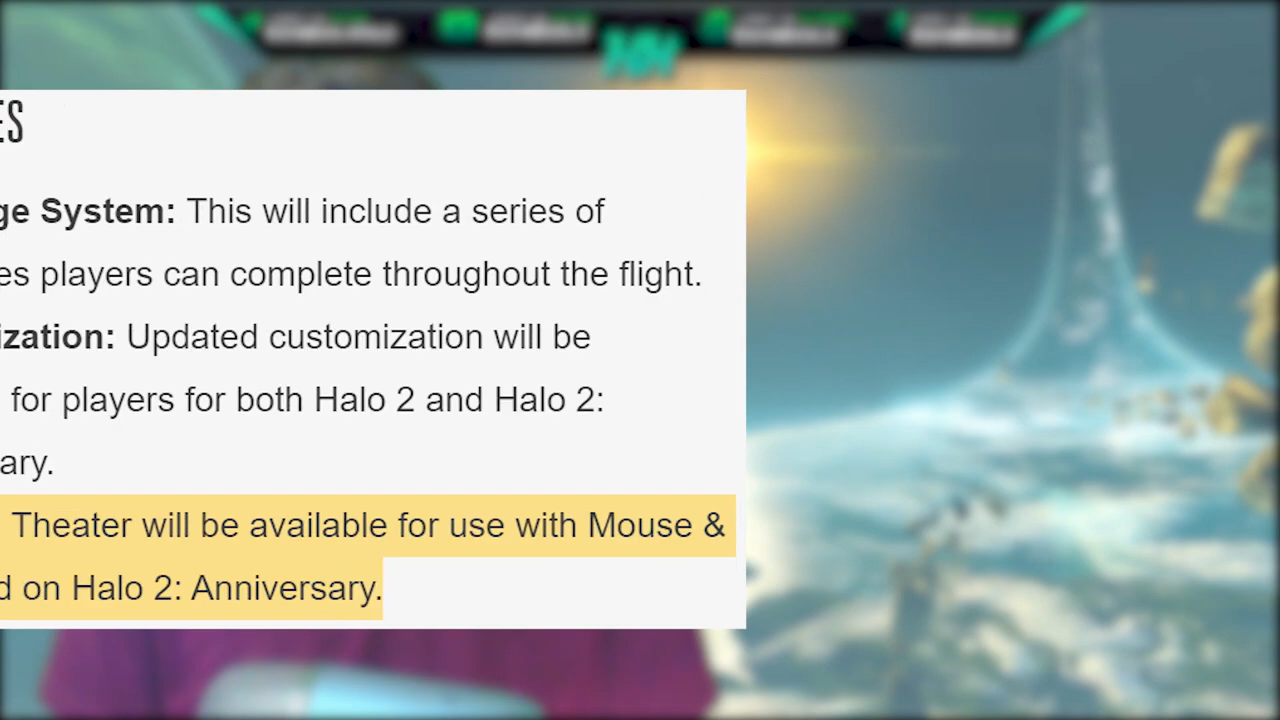 ES
ge System: This will include a series of
es players can complete throughout the flight.
ization: Updated customization will be
for players for both Halo 2 and Halo 2:
ary.
Theater will be available for use with Mouse &
d on Halo 2: Anniversary.